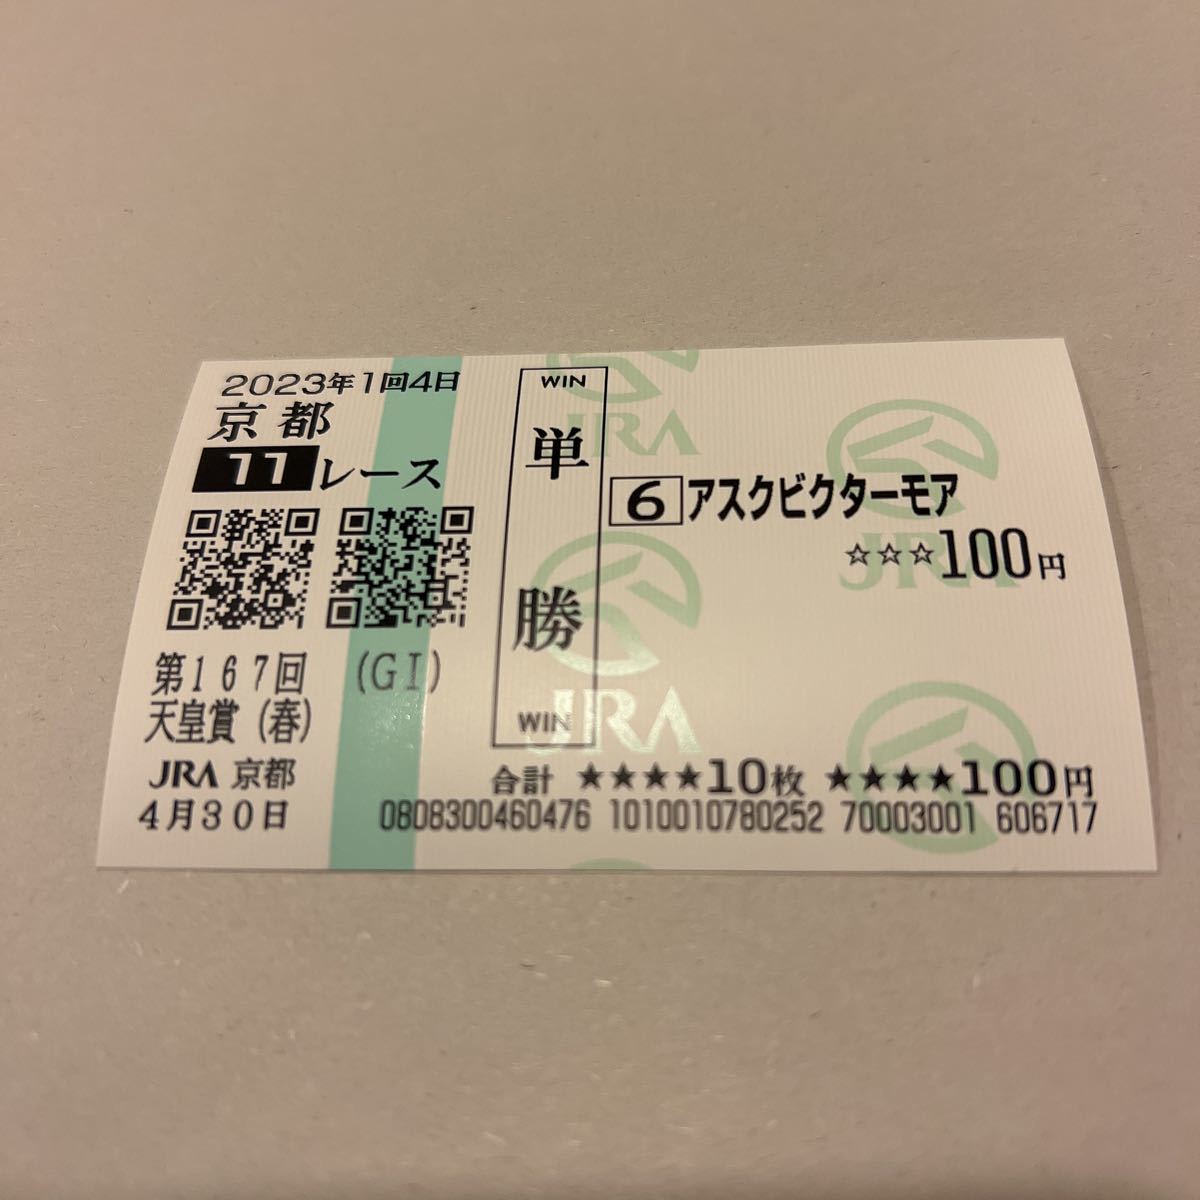 2023年1回4日
京都
11レース
第167回 (GⅠ)
天皇賞(春)
JRA 京都
4月30日
WIN
単勝
WIN
6 アスクビクターモア
☆☆☆100円
合計 ★★★★10枚 ★★★★100円
0808300460476 1010010780252 70003001 606717
JRA
JRA
JRA